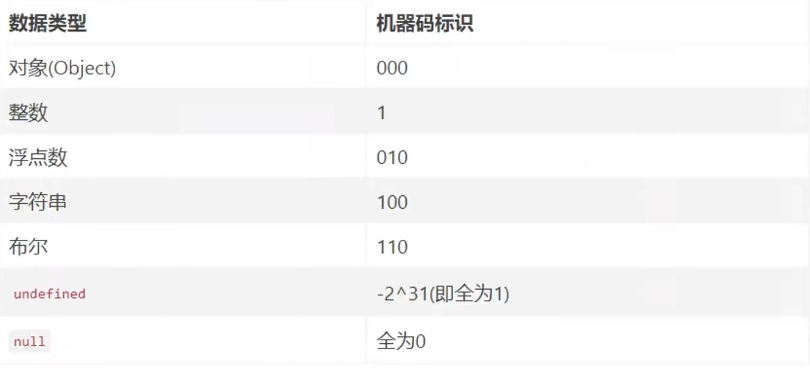 数据类型 机器码标识
对象(Object) 000
整数 1
浮点数 010
字符串 100
布尔 110
undefined -2^31(即全为1)
null 全为0